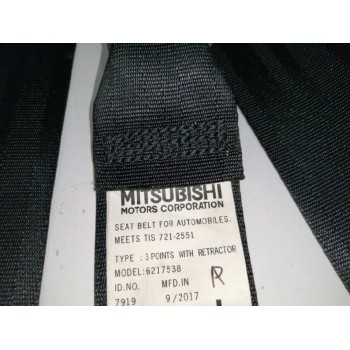 MITSUBISHI
MOTORS CORPORATION
SEAT BELT FOR AUTOMOBILES.
MEETS TIS 721-2551
TYPE : 3 POINTS WITH RETRACTOR
MODEL: 6217538
ID.NO. MFD.IN R
7919 9/2017